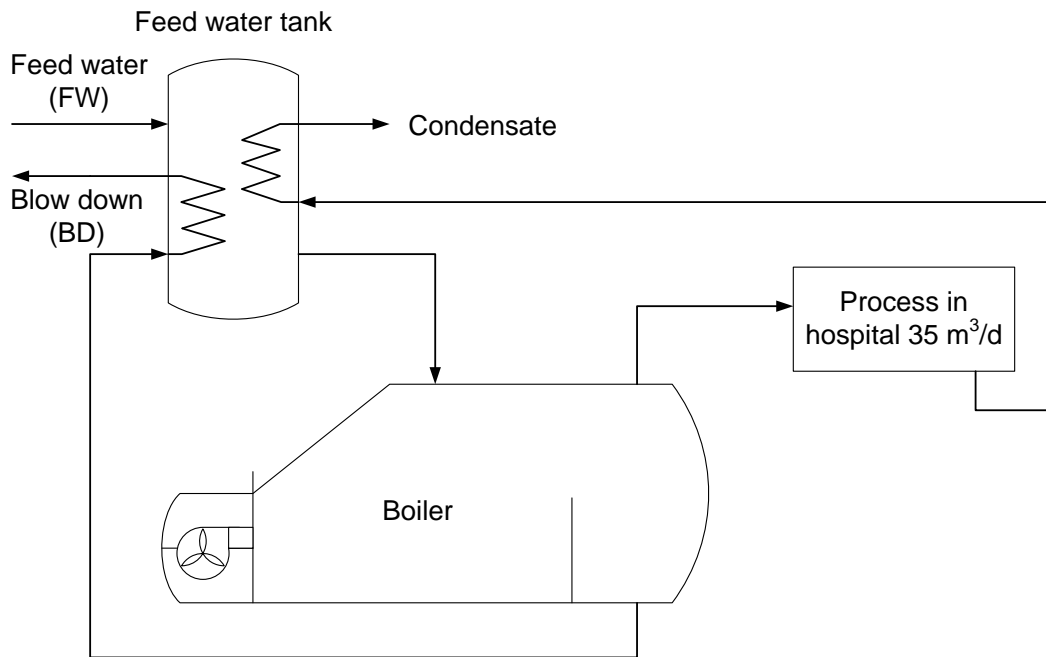 Feed water tank
Feed water
(FW)
Condensate
Blow down
(BD)
Process in
hospital 35 m³/d
Boiler